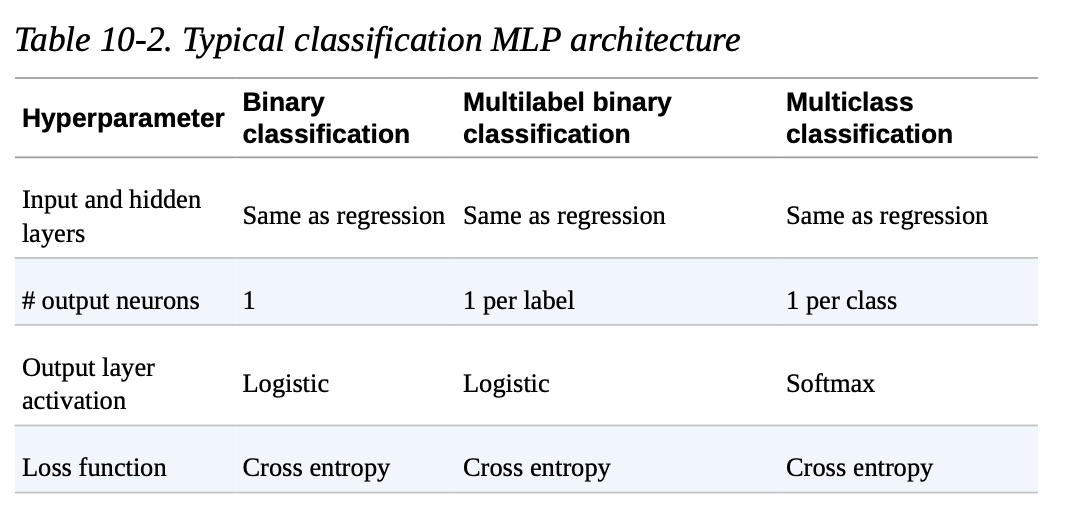 Table 10-2. Typical classification MLP architecture
Hyperparameter Binary classification Multilabel binary classification Multiclass classification
Input and hidden layers Same as regression Same as regression Same as regression
# output neurons 1 1 per label 1 per class
Output layer activation Logistic Logistic Softmax
Loss function Cross entropy Cross entropy Cross entropy